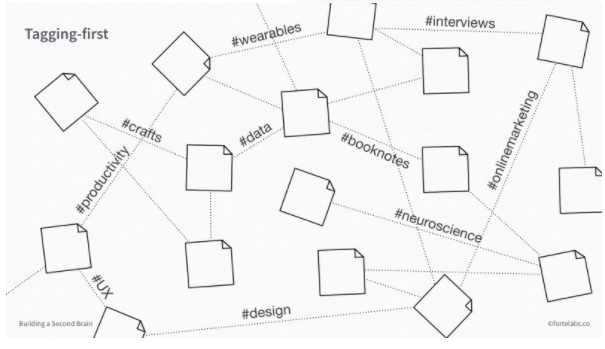 Tagging-first
#wearables
#interviews
#crafts
#data
#booknotes
#onlinemarketing
#productivity
#neuroscience
#UX
#design
Building a Second Brain
©fortelabs.co